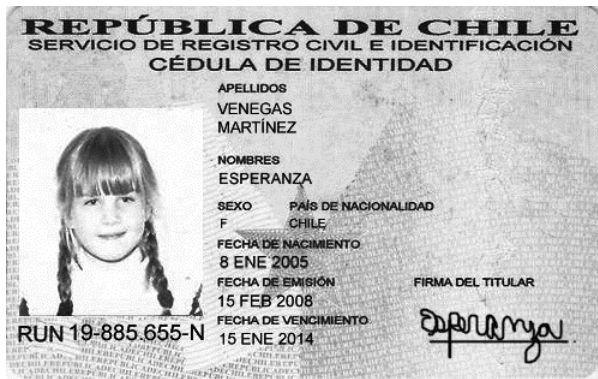 REPÚBLICA DE CHILE
SERVICIO DE REGISTRO CIVIL E IDENTIFICACIÓN
CÉDULA DE IDENTIDAD
APELLIDOS
VENEGAS
MARTÍNEZ
NOMBRES
ESPERANZA
SEXO PAÍS DE NACIONALIDAD
F CHILE
FECHA DE NACIMIENTO
8 ENE 2005
FECHA DE EMISIÓN FIRMA DEL TITULAR
15 FEB 2008
FECHA DE VENCIMIENTO
15 ENE 2014
Esperanza
RUN 19-885.655-N